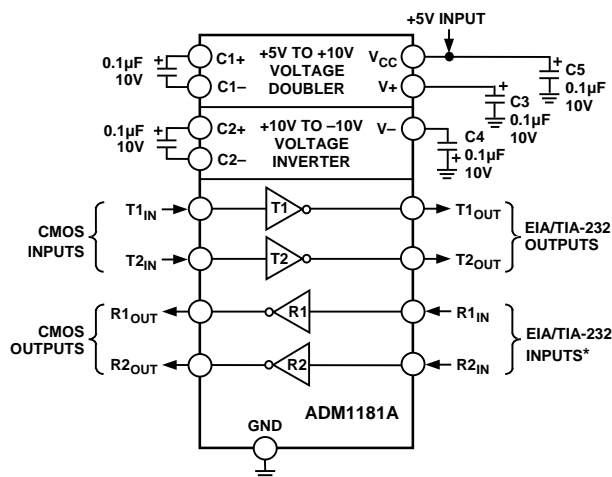 +5V INPUT
0.1µF
10V
+
C1+
C1–
+5V TO +10V
VOLTAGE
DOUBLER
VCC
V+
+
C5
0.1µF
10V
+
C3
0.1µF
10V
0.1µF
10V
+
C2+
C2–
+10V TO –10V
VOLTAGE
INVERTER
V–
C4
0.1µF
10V
+
CMOS
INPUTS
T1IN
T1
T1OUT
T2IN
T2
T2OUT
EIA/TIA-232
OUTPUTS
CMOS
OUTPUTS
R1OUT
R1
R1IN
R2OUT
R2
R2IN
EIA/TIA-232
INPUTS*
ADM1181A
GND